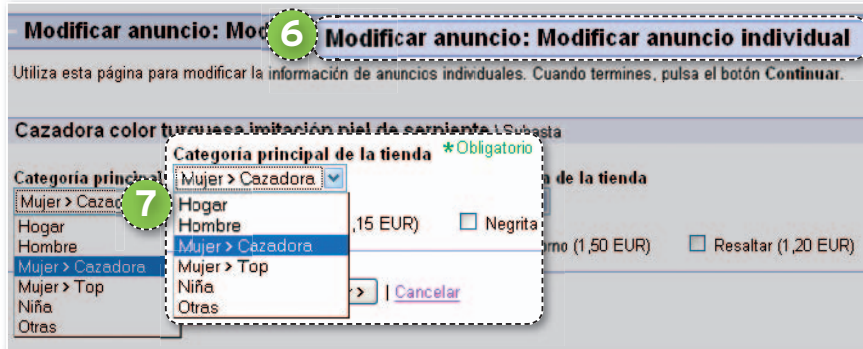 Modificar anuncio: Mod
6
Modificar anuncio: Modificar anuncio individual
Utiliza esta página para modificar la información de anuncios individuales. Cuando termines, pulsa el botón Continuar.
Cazadora color turquesa imitación piel de serpiente | Subasta
Categoría principal
de la tienda
Mujer > Cazad
Hogar
Hombre
Mujer > Cazadora
Mujer > Top
Niña
Otras
7
Categoría principal de la tienda
*Obligatorio
Mujer > Cazadora
Hogar
Hombre
Mujer > Cazadora
Mujer > Top
Niña
Otras
,15 EUR)
Negrita
> | Cancelar
rno (1,50 EUR)
Resaltar (1,20 EUR)